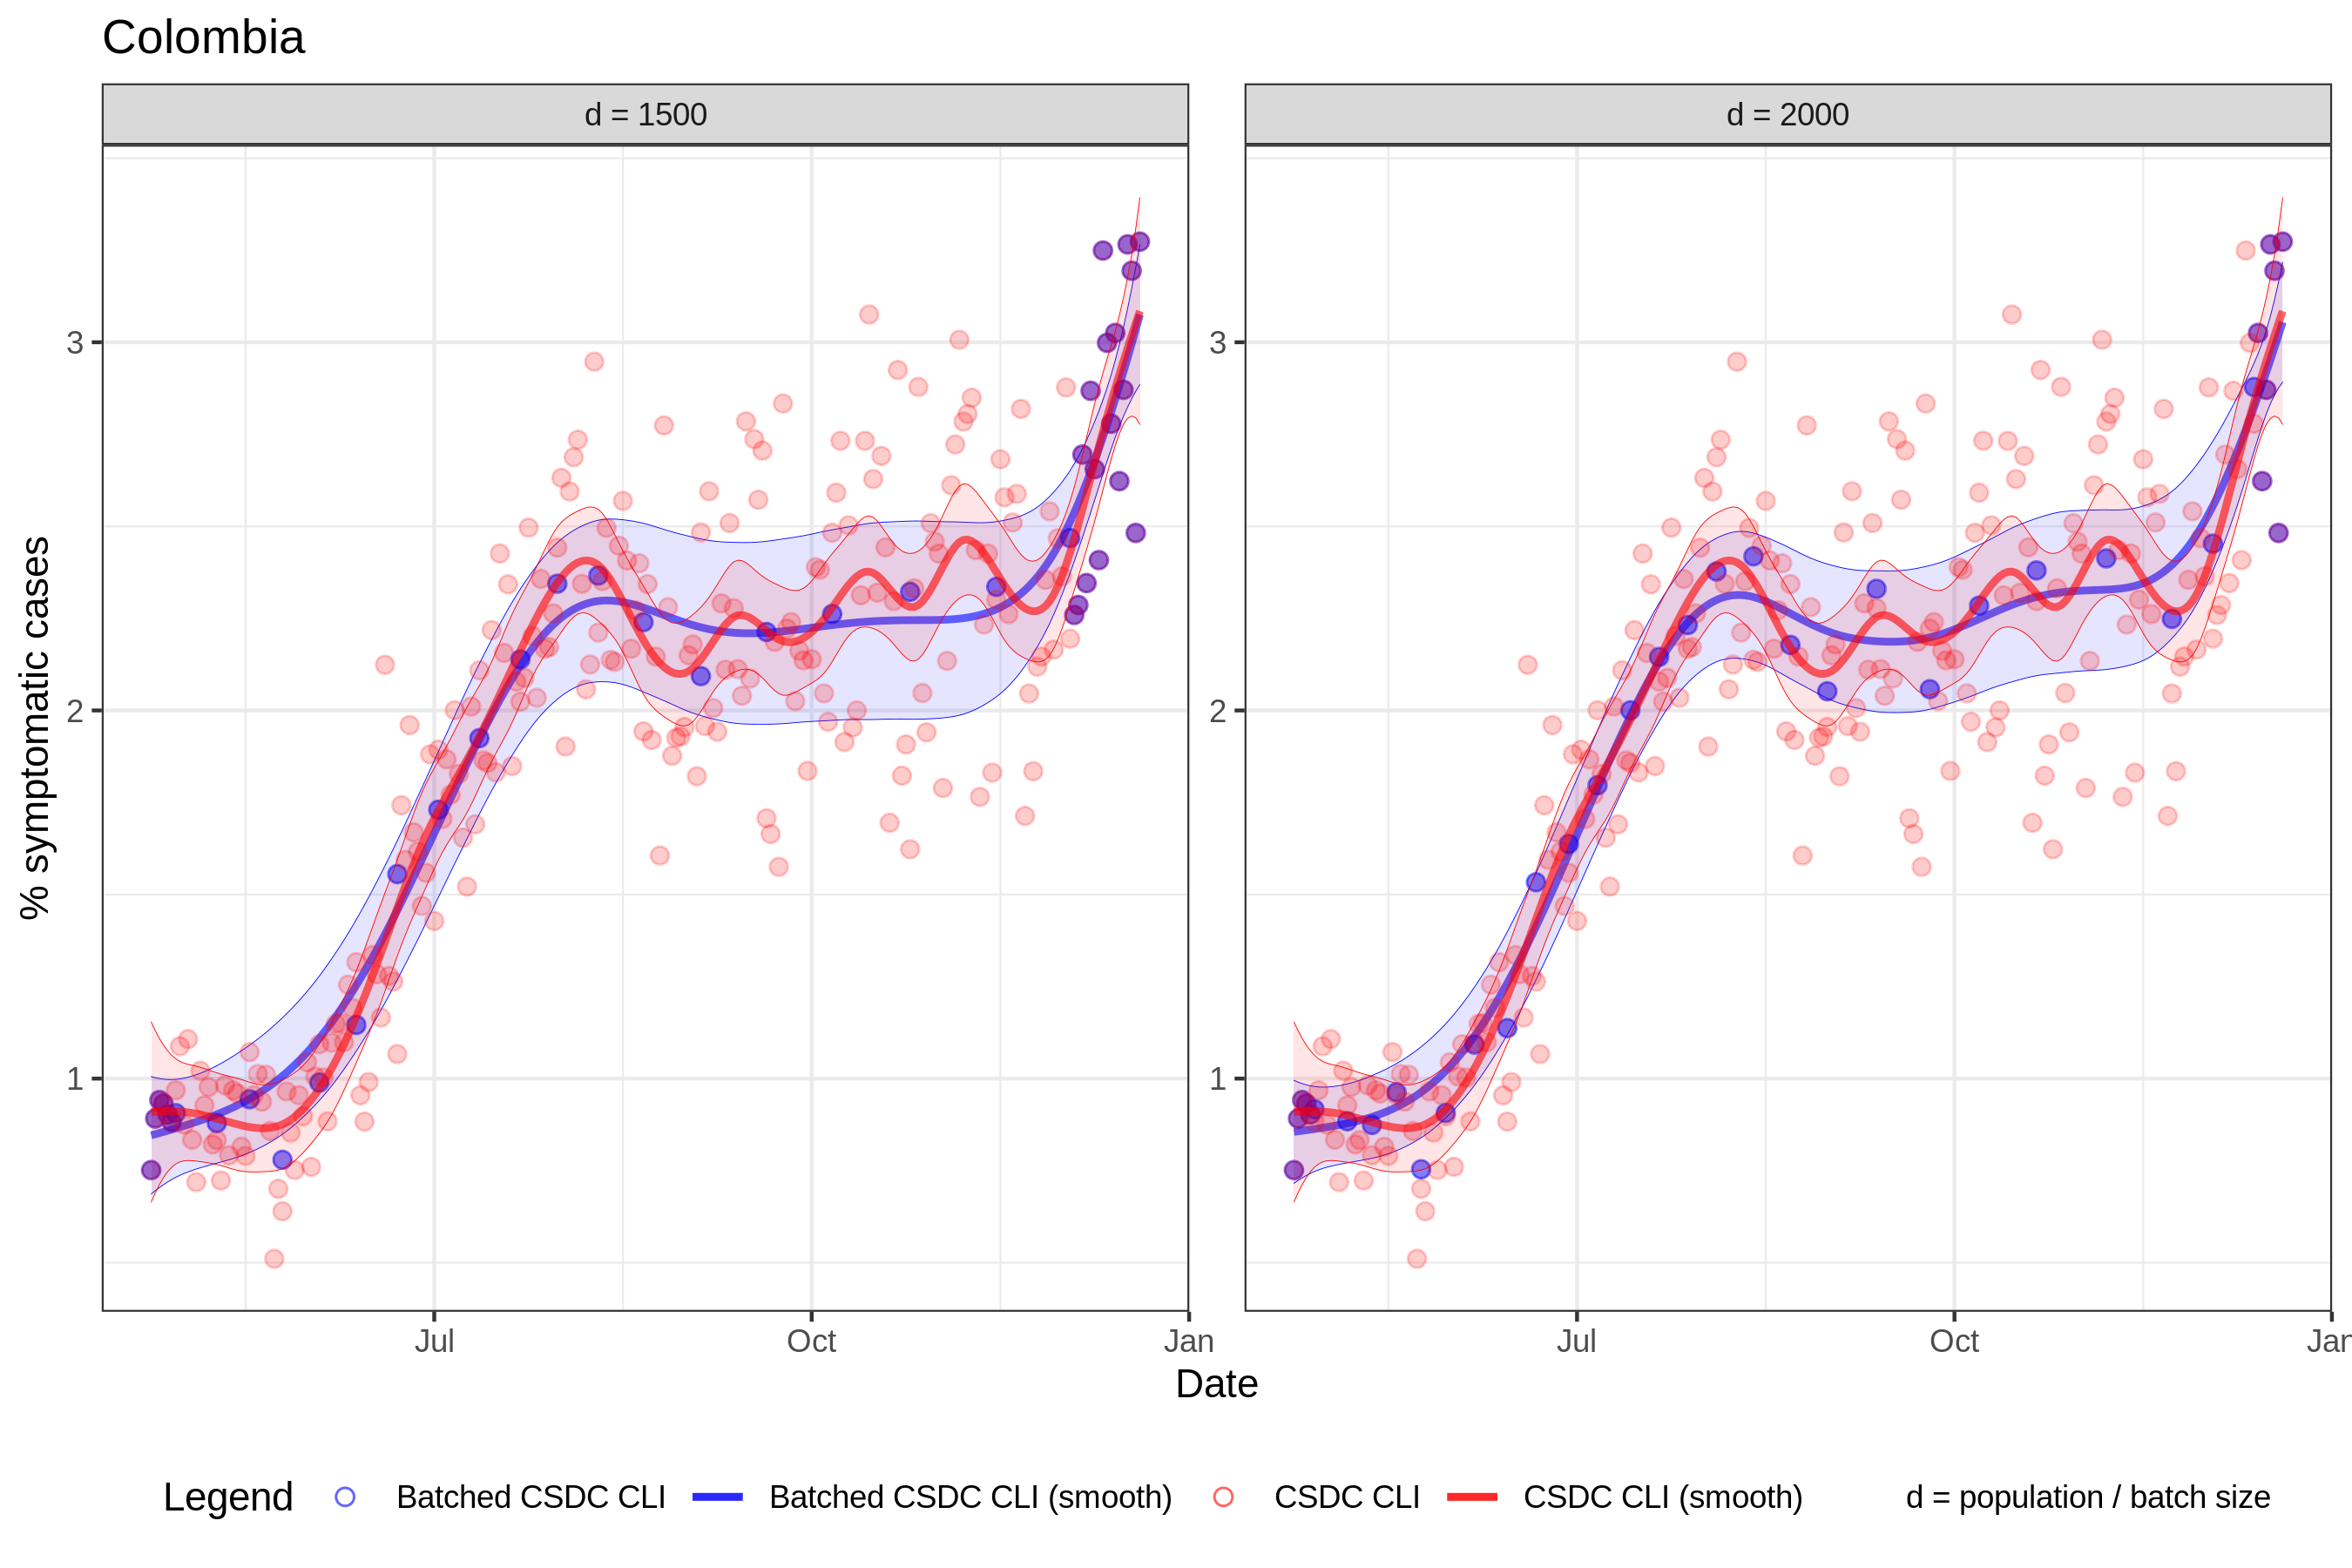 Colombia
d = 1500
d = 2000
% symptomatic cases
3
2
1
3
2
1
Jul
Oct
Jan
Jul
Oct
Jan
Date
Legend
Batched CSDC CLI
Batched CSDC CLI (smooth)
CSDC CLI
CSDC CLI (smooth)
d = population / batch size